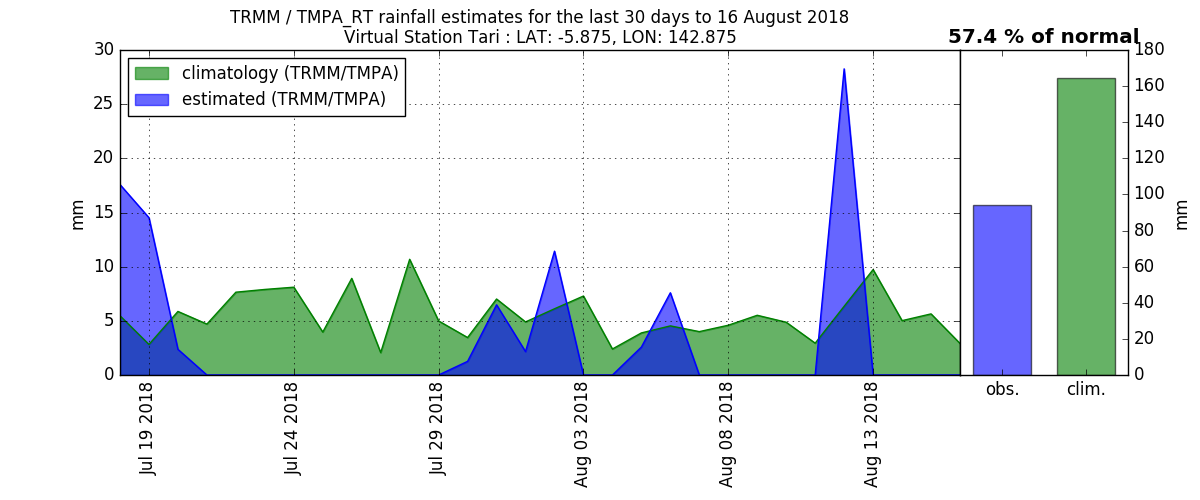 TRMM / TMPA_RT rainfall estimates for the last 30 days to 16 August 2018
Virtual Station Tari : LAT: -5.875, LON: 142.875
57.4 % of normal
climatology (TRMM/TMPA)
estimated (TRMM/TMPA)
30
25
20
15
10
5
0
mm
Jul 19 2018
Jul 24 2018
Jul 29 2018
Aug 03 2018
Aug 08 2018
Aug 13 2018
180
160
140
120
100
80
60
40
20
0
mm
obs.
clim.